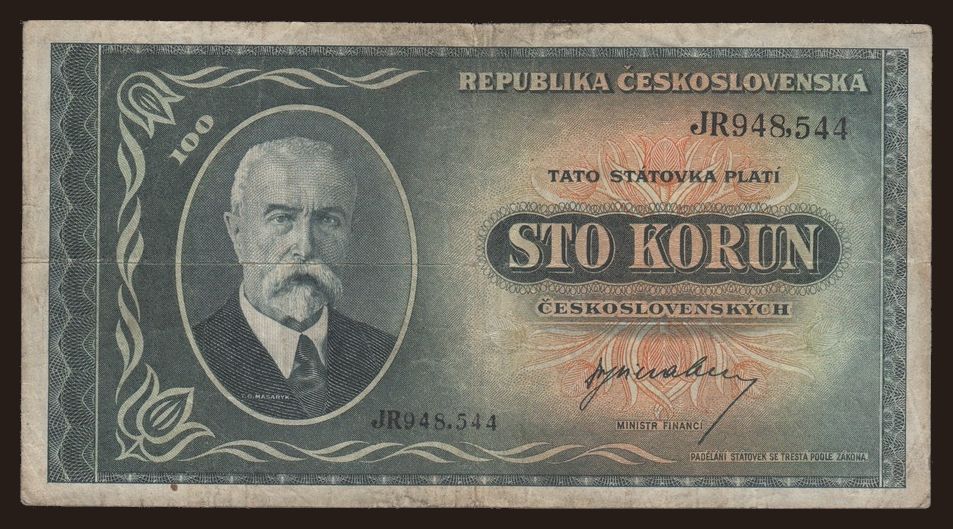 100
REPUBLIKA ČESKOSLOVENSKÁ
JR948,544
TATO STÁTOVKA PLATÍ
STO KORUN
ČESKOSLOVENSKÝCH
T.G.MASARYK
JR948,544
MINISTR FINANCÍ
PADĚLÁNÍ STÁTOVEK SE TRESTÁ PODLE ZÁKONA.